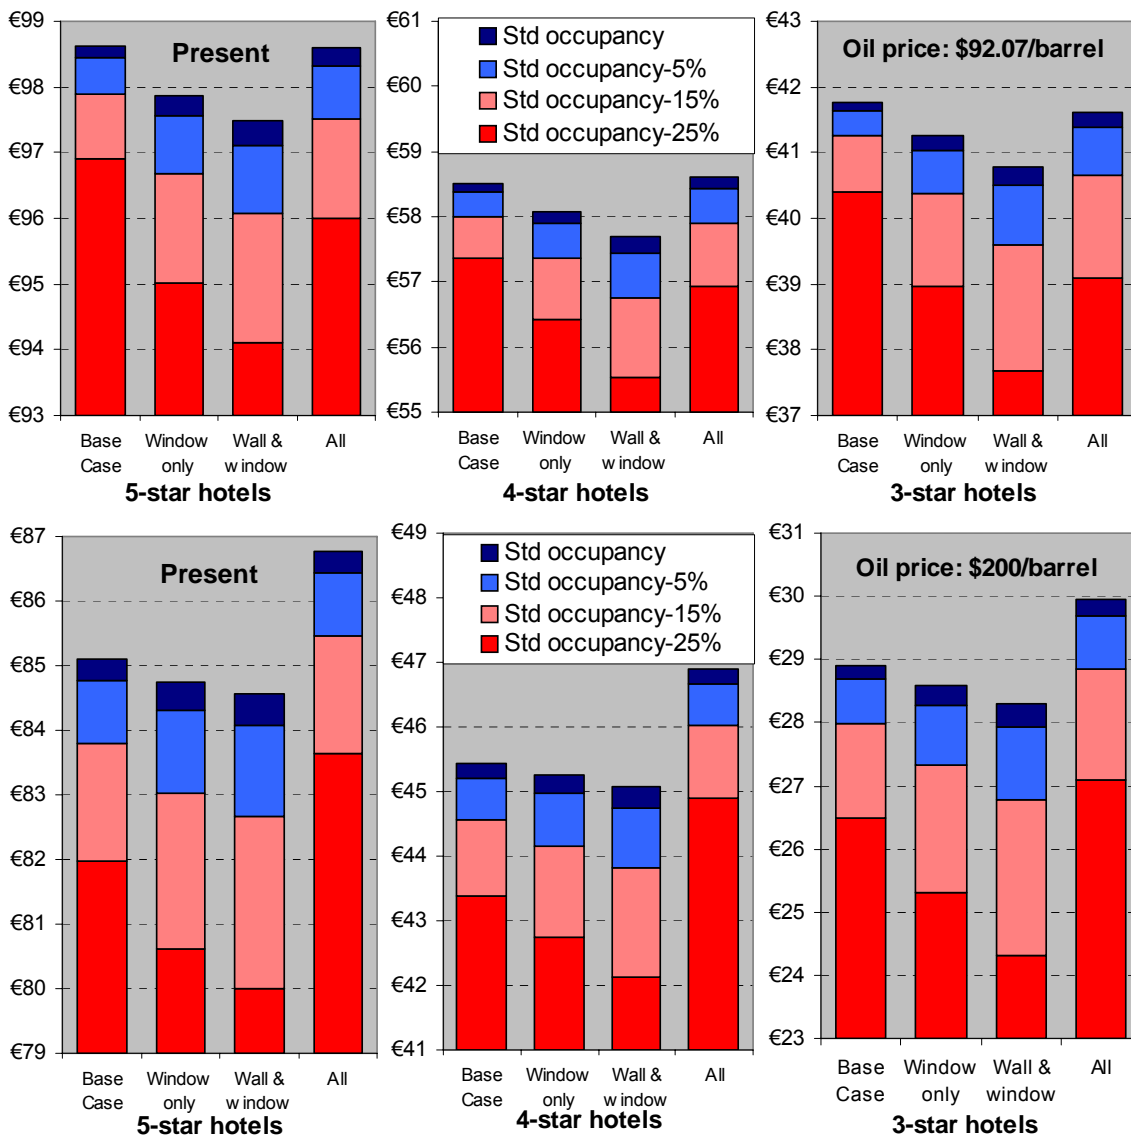 €99
€98
€97
€96
€95
€94
€93
Present
Base Case
Window only
Wall & window
All
5-star hotels
€61
€60
€59
€58
€57
€56
€55
Std occupancy
Std occupancy-5%
Std occupancy-15%
Std occupancy-25%
Base Case
Window only
Wall & window
All
4-star hotels
€43
€42
€41
€40
€39
€38
€37
Oil price: $92.07/barrel
Base Case
Window only
Wall & window
All
3-star hotels
€87
€86
€85
€84
€83
€82
€81
€80
€79
Present
Base Case
Window only
Wall & window
All
5-star hotels
€49
€48
€47
€46
€45
€44
€43
€42
€41
Std occupancy
Std occupancy-5%
Std occupancy-15%
Std occupancy-25%
Base Case
Window only
Wall & window
All
4-star hotels
€31
€30
€29
€28
€27
€26
€25
€24
€23
Oil price: $200/barrel
Base Case
Window only
Wall & window
All
3-star hotels